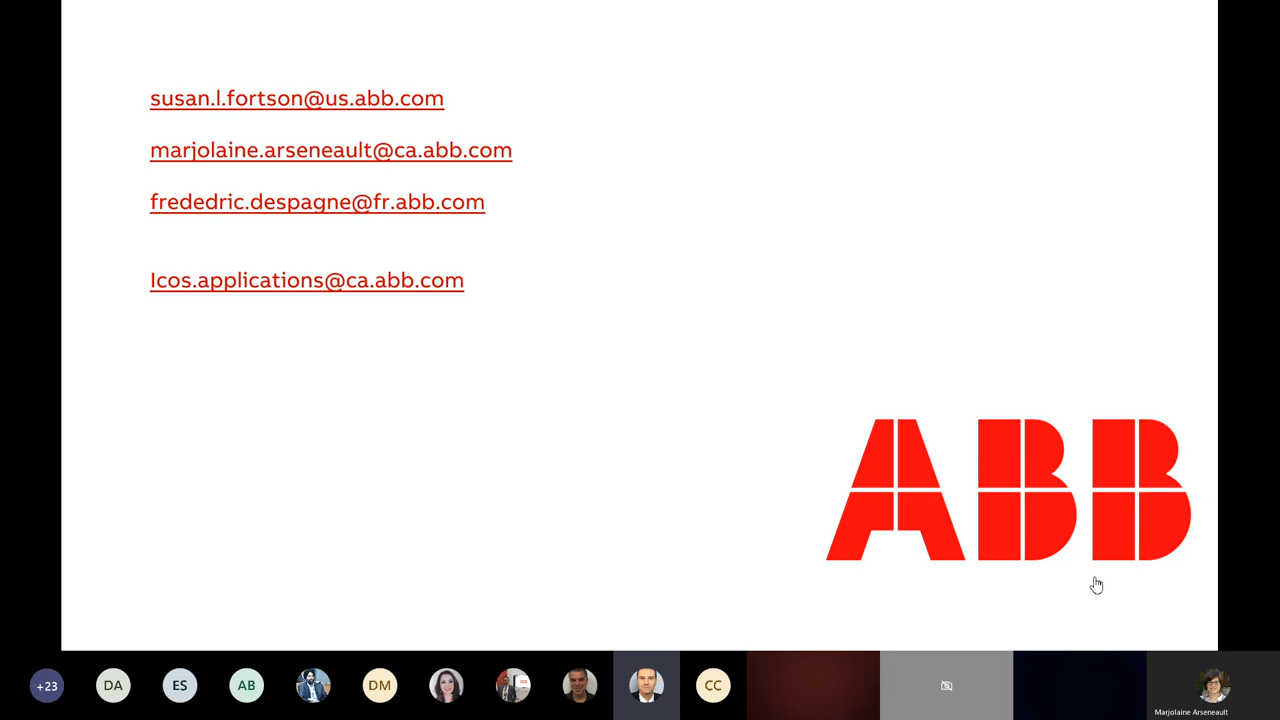 susan.l.fortson@us.abb.com
marjolaine.arseneault@ca.abb.com
frededric.despagne@fr.abb.com
Icos.applications@ca.abb.com
ABB
+23
DA
ES
AB
DM
CC
Marjolaine Arseneault